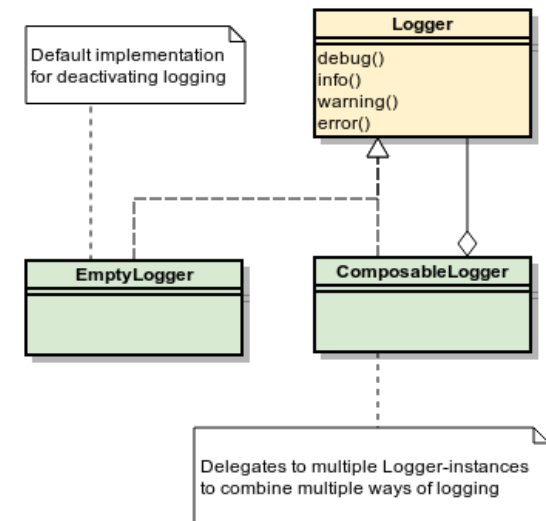 Logger
debug()
info()
warning()
error()
Default implementation
for deactivating logging
EmptyLogger
ComposableLogger
Delegates to multiple Logger-instances
to combine multiple ways of logging